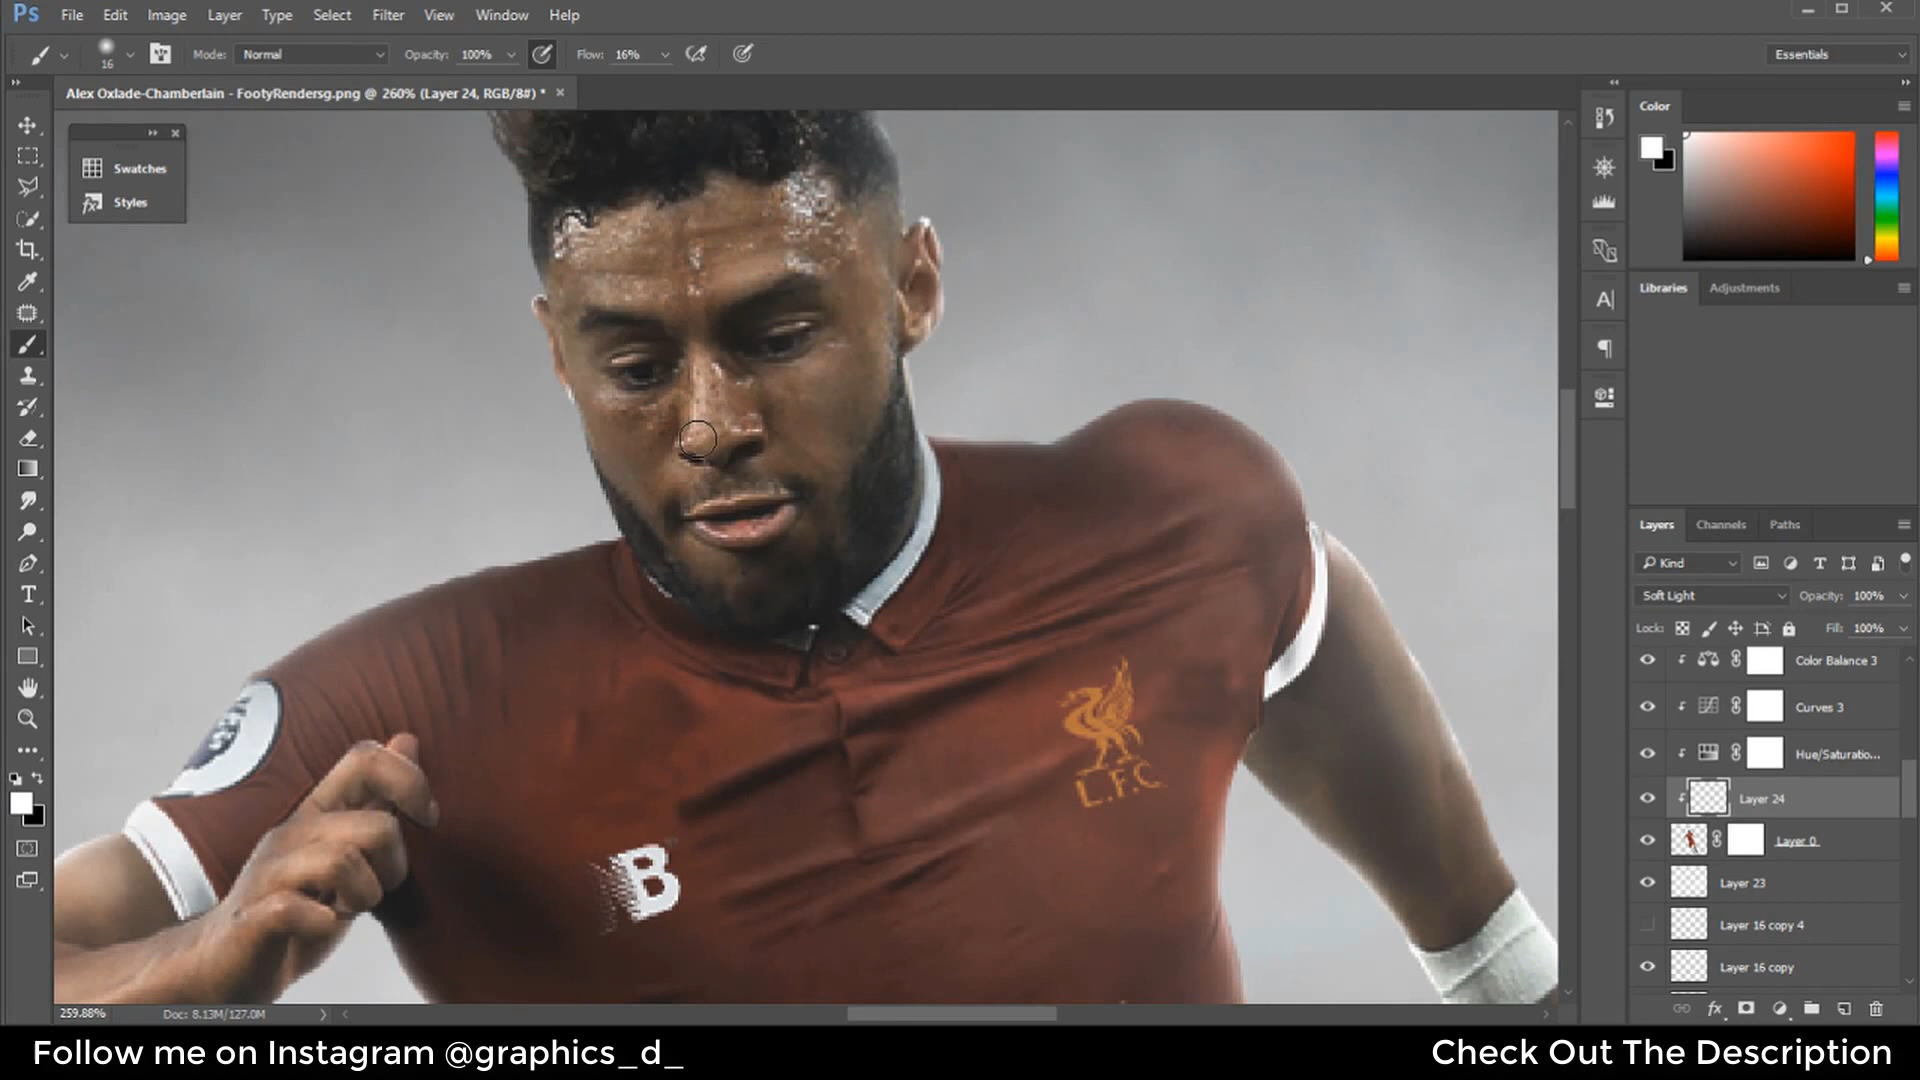 Ps File Edit Image Layer Type Select Filter View Window Help
16 Mode: Normal Opacity: 100% Flow: 16% Essentials
Alex Oxlade-Chamberlain - FootyRendersg.png @ 260% (Layer 24, RGB/8#) *
Swatches
Styles
B
L.F.C
Color
Libraries Adjustments
Layers Channels Paths
Kind
Soft Light Opacity: 100%
Lock: Fill: 100%
Color Balance 3
Curves 3
Hue/Saturatio...
Layer 24
Layer 0
Layer 23
Layer 16 copy 4
Layer 16 copy
259.88% Doc: 8.13M/127.0M
Follow me on Instagram @graphics_d_
Check Out The Description